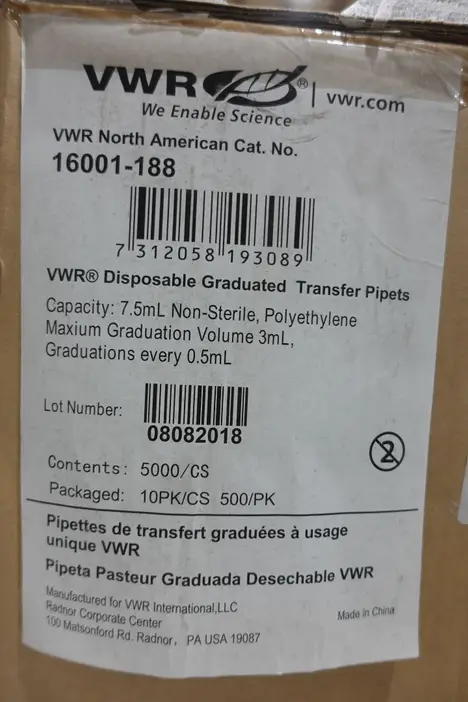 VWR® | vwr.com
We Enable Science
VWR North American Cat. No.
16001-188
7 312058 193089
VWR® Disposable Graduated Transfer Pipets
Capacity: 7.5mL Non-Sterile, Polyethylene
Maxium Graduation Volume 3mL,
Graduations every 0.5mL
Lot Number:
08082018
2
Contents: 5000/CS
Packaged: 10PK/CS 500/PK
Pipettes de transfert graduées à usage
unique VWR
Pipeta Pasteur Graduada Desechable VWR
Manufactured for VWR International,LLC
Radnor Corporate Center
100 Matsonford Rd. Radnor, PA USA 19087
Made in China